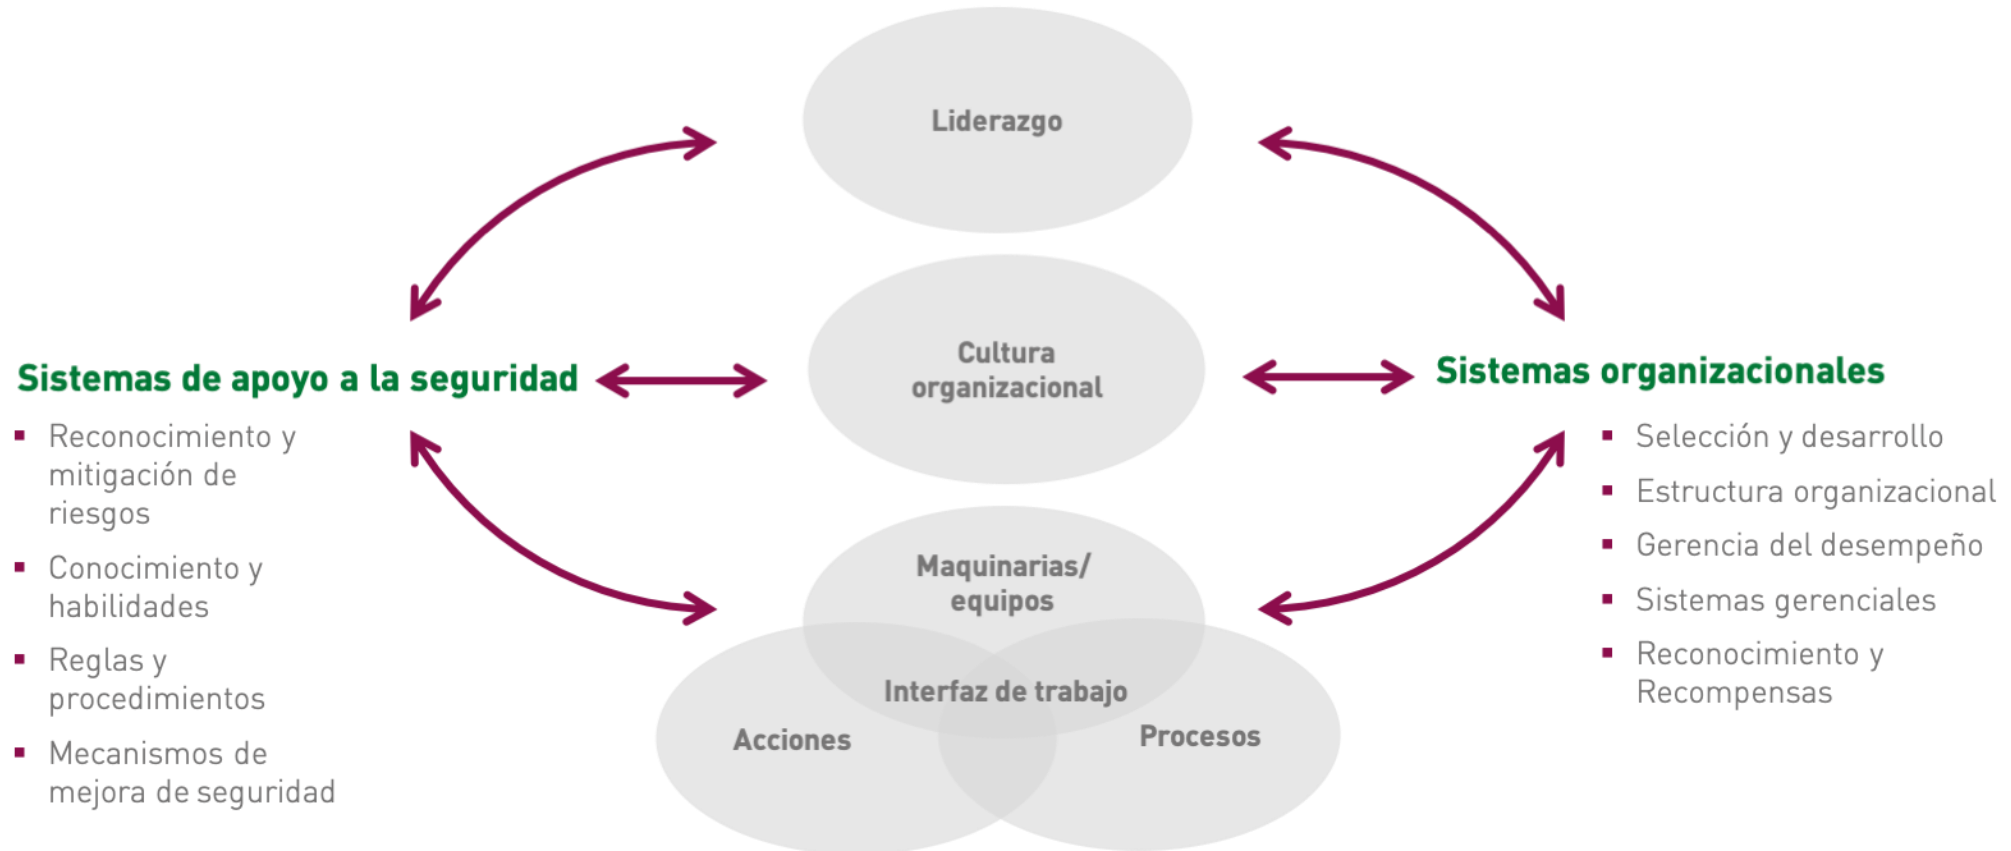 Liderazgo
Cultura
organizacional
Maquinarias/
equipos
Interfaz de trabajo
Acciones
Procesos
Sistemas de apoyo a la seguridad
Reconocimiento y
mitigación de
riesgos
Conocimiento y
habilidades
Reglas y
procedimientos
Mecanismos de
mejora de seguridad
Sistemas organizacionales
Selección y desarrollo
Estructura organizacional
Gerencia del desempeño
Sistemas gerenciales
Reconocimiento y
Recompensas